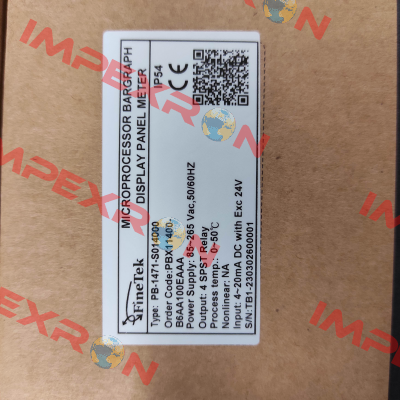 MICROPROCESSOR BARGRAPH
DISPLAY PANEL METER
IP54
CE
FineTek
Type: PB-1471-S014000
Order Code:PBX11400-
B6AA100EAAA
Power Supply: 85~265 Vac,50/60HZ
Output: 4 SPST Relay
Process temp.: 0~50℃
Nonlinear: NA
Input: 4~20mA DC with Exc 24V
S/N:TB1-230302600001
IMPEXRON
IMPEXRON
IMPEXRON